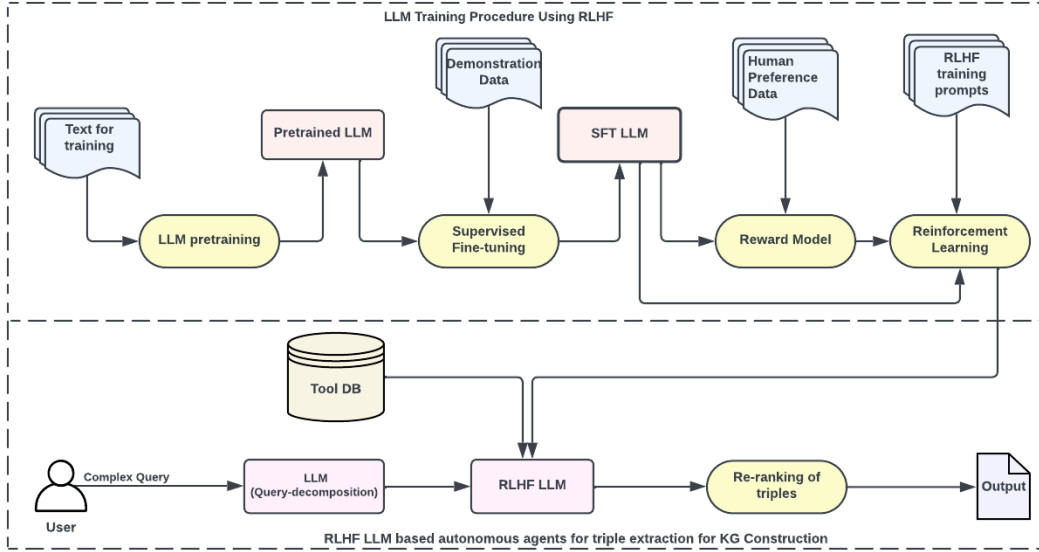 LLM Training Procedure Using RLHF
Demonstration
Data
Human
Preference
Data
RLHF
training
prompts
Text for
training
Pretrained LLM
SFT LLM
LLM pretraining
Supervised
Fine-tuning
Reward Model
Reinforcement
Learning
Tool DB
Complex Query
User
LLM
(Query-decomposition)
RLHF LLM
Re-ranking of
triples
Output
RLHF LLM based autonomous agents for triple extraction for KG Construction